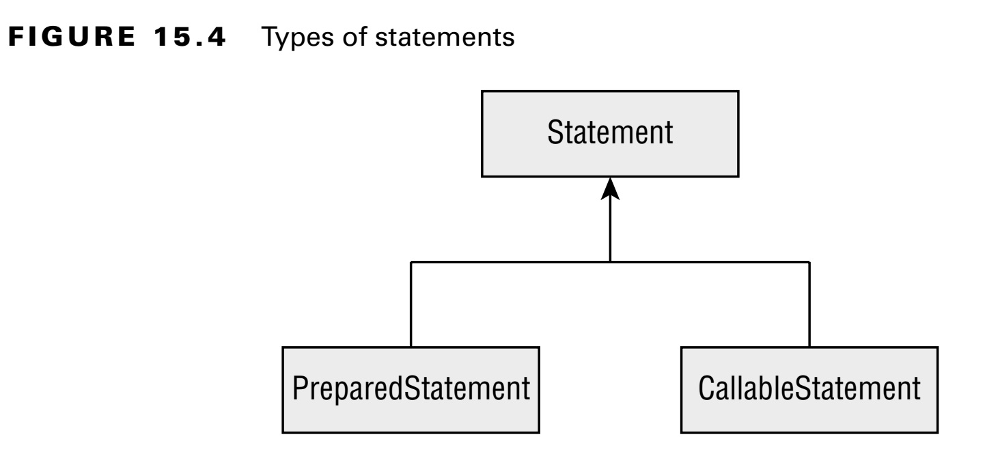 FIGURE 15.4 Types of statements
Statement
PreparedStatement
CallableStatement